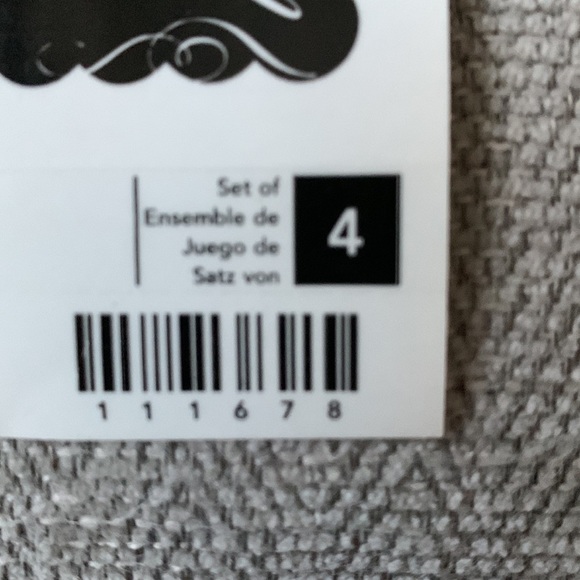 Set of
Ensemble de
Juego de
Satz von
4
111678